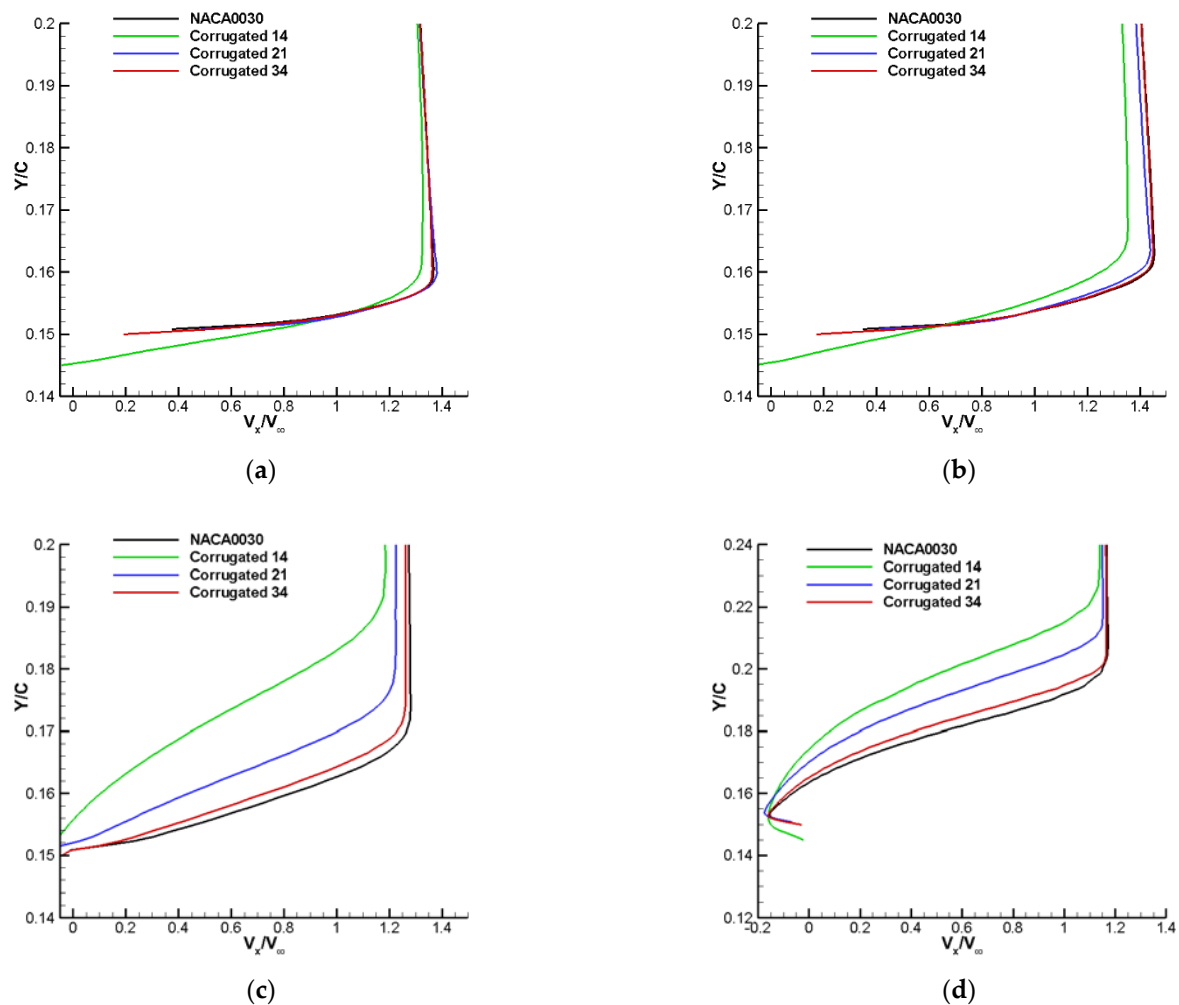 NACA0030
Corrugated 14
Corrugated 21
Corrugated 34
0.2
0.19
0.18
0.17
0.16
0.15
0.14
Y/C
0 0.2 0.4 0.6 0.8 1 1.2 1.4
Vₓ/V∞
(a)
NACA0030
Corrugated 14
Corrugated 21
Corrugated 34
0.2
0.19
0.18
0.17
0.16
0.15
0.14
Y/C
0 0.2 0.4 0.6 0.8 1 1.2 1.4
Vₓ/V∞
(b)
NACA0030
Corrugated 14
Corrugated 21
Corrugated 34
0.2
0.19
0.18
0.17
0.16
0.15
0.14
Y/C
0 0.2 0.4 0.6 0.8 1 1.2 1.4
Vₓ/V∞
(c)
NACA0030
Corrugated 14
Corrugated 21
Corrugated 34
0.24
0.22
0.2
0.18
0.16
0.14
0.12
Y/C
-0.2 0 0.2 0.4 0.6 0.8 1 1.2 1.4
Vₓ/V∞
(d)